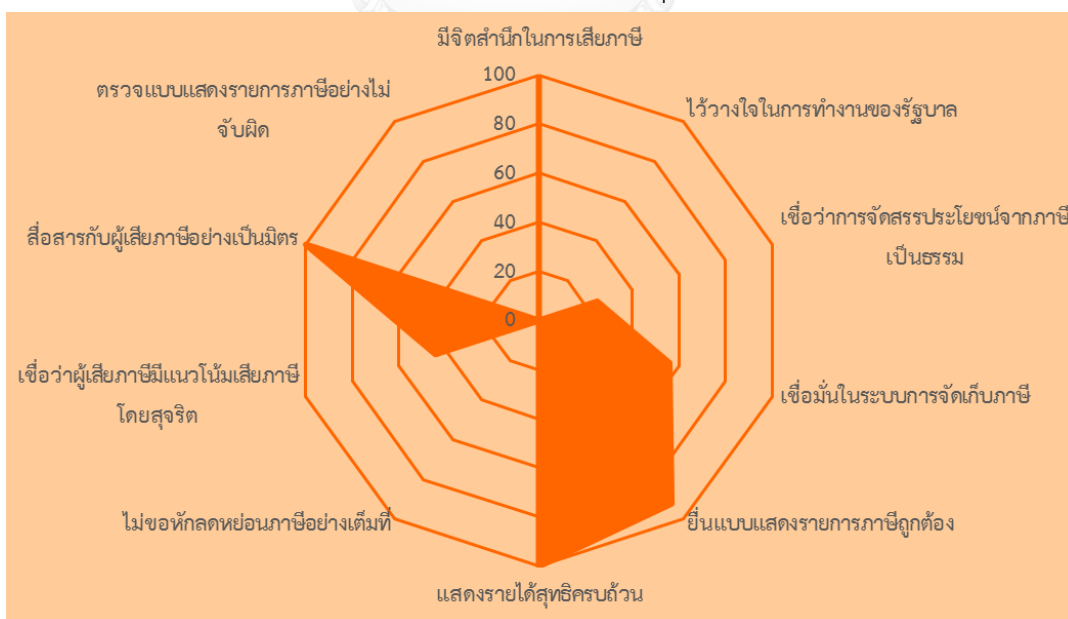 มีจิตสำนึกในการเสียภาษี
ตรวจแบบแสดงรายการภาษีอย่างไม่
จับผิด
100
80
60
40
20
0
ไว้วางใจในการทำงานของรัฐบาล
สื่อสารกับผู้เสียภาษีอย่างเป็นมิตร
เชื่อว่าการจัดสรรประโยชน์จากภาษี
เป็นธรรม
เชื่อว่าผู้เสียภาษีมีแนวโน้มเสียภาษี
โดยสุจริต
เชื่อมั่นในระบบการจัดเก็บภาษี
ไม่ขอหักลดหย่อนภาษีอย่างเต็มที่
ยื่นแบบแสดงรายการภาษีถูกต้อง
แสดงรายได้สุทธิครบถ้วน